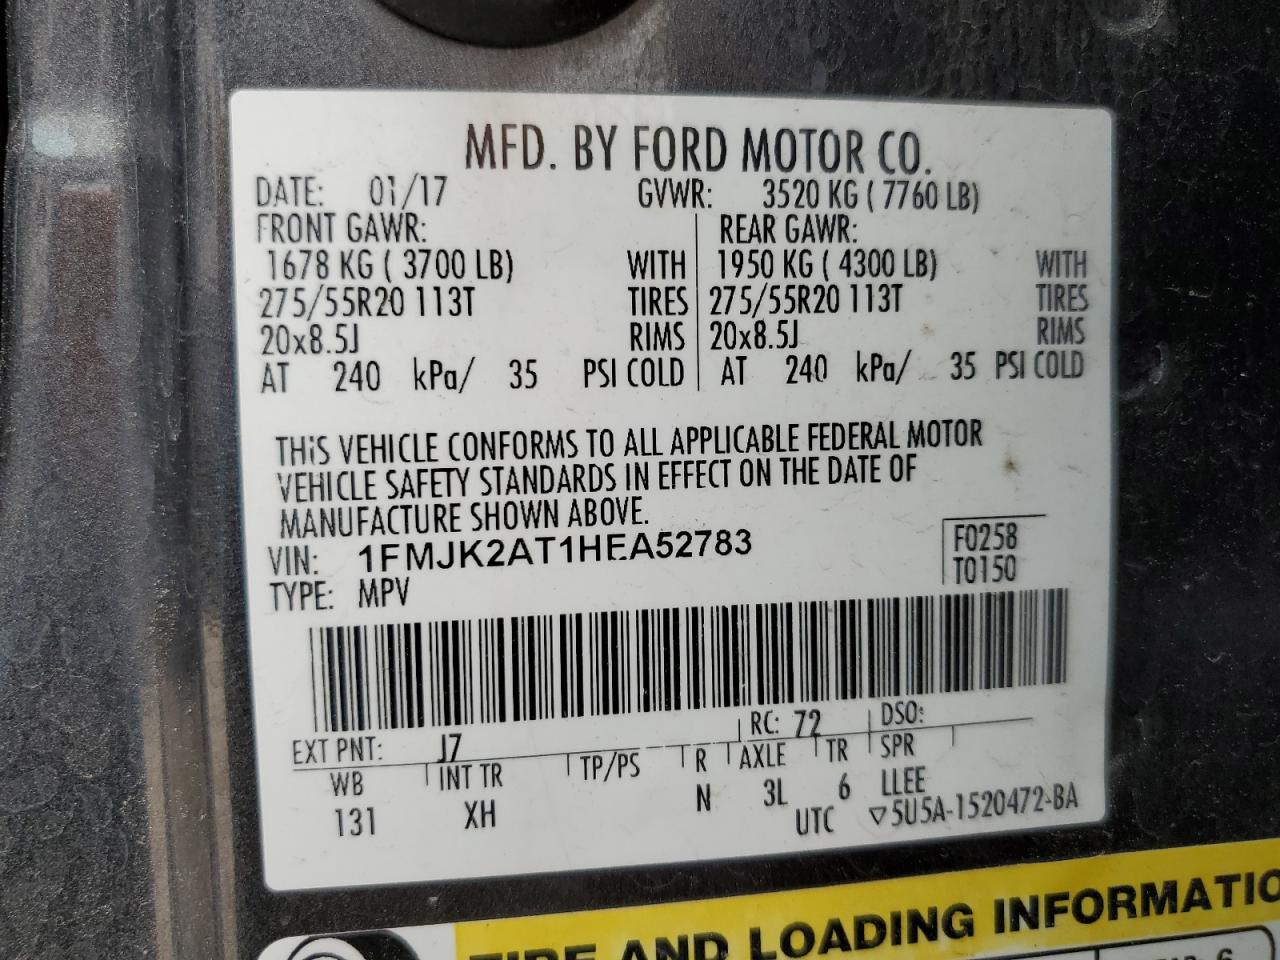 MFD. BY FORD MOTOR CO.
DATE: 01/17 GVWR: 3520 KG ( 7760 LB)
FRONT GAWR: REAR GAWR:
1678 KG ( 3700 LB) WITH 1950 KG ( 4300 LB) WITH
275/55R20 113T TIRES 275/55R20 113T TIRES
20x8.5J RIMS 20x8.5J RIMS
AT 240 kPa/ 35 PSI COLD AT 240 kPa/ 35 PSI COLD
THIS VEHICLE CONFORMS TO ALL APPLICABLE FEDERAL MOTOR
VEHICLE SAFETY STANDARDS IN EFFECT ON THE DATE OF
MANUFACTURE SHOWN ABOVE.
VIN: 1FMJK2AT1HEA52783 F0258
TYPE: MPV T0150
EXT PNT: J7 RC: 72 DSO:
WB INT TR TP/PS R AXLE TR SPR
131 XH N 3L 6 LLEE
UTC ▽5U5A-1520472-BA
TIRE AND LOADING INFORMATIO